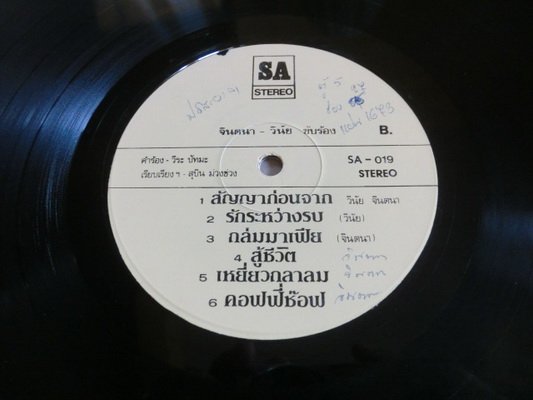 SA
STEREO
จินตนา - วินัย ขับร้อง
B.
คำร้อง - วีระ ปัทมะ
เรียบเรียงฯ - สุบิน ม่วงชวง
SA - 019
STEREO
1 สัญญาก่อนจาก วินัย จินตนา
2 รักระหว่างรบ (วินัย)
3 กล่มมาเฟีย (จินตนา)
4 สู้ชีวิต
5 เหยี่ยวกลาลม
6 คอฟฟี่ช๊อฟ